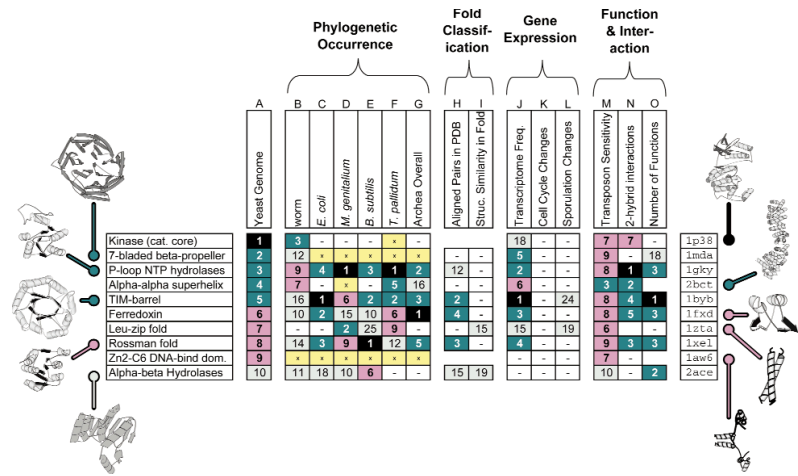 Phylogenetic
Occurrence
Fold
Classif-
ication
Gene
Expression
Function
& Inter-
action
A B C D E F G H I J K L M N O
Yeast Genome
worm
E. coli
M. genitalium
B. subtilis
T. pallidum
Archea Overall
Aligned Pairs in PDB
Struc. Similarity in Fold
Transcriptome Freq.
Cell Cycle Changes
Sporulation Changes
Transposon Sensitivity
2-hybrid interactions
Number of Functions
Kinase (cat. core) 1 3 - - - x - - - 18 - - 7 7 - 1p38
7-bladed beta-propeller 2 12 x x x x x - - 5 - - 9 - 18 1mda
P-loop NTP hydrolases 3 9 4 1 3 1 2 12 - 2 - - 8 1 3 1gky
Alpha-alpha superhelix 4 7 - x - 5 16 - - 6 - - 3 2 - 2bct
TIM-barrel 5 16 1 6 2 2 3 2 - 1 - 24 8 4 1 1byb
Ferredoxin 6 10 2 15 10 6 1 4 - 3 - - 8 5 3 1fxd
Leu-zip fold 7 - - 2 25 9 - - 15 15 - 19 6 - - 1zta
Rossman fold 8 14 3 9 1 12 5 3 - 4 - - 9 3 3 1xel
Zn2-C6 DNA-bind dom. 9 x x x x x x - - - - - 7 - - 1aw6
Alpha-beta Hydrolases 10 11 18 10 6 - - 15 19 - - - 10 - 2 2ace